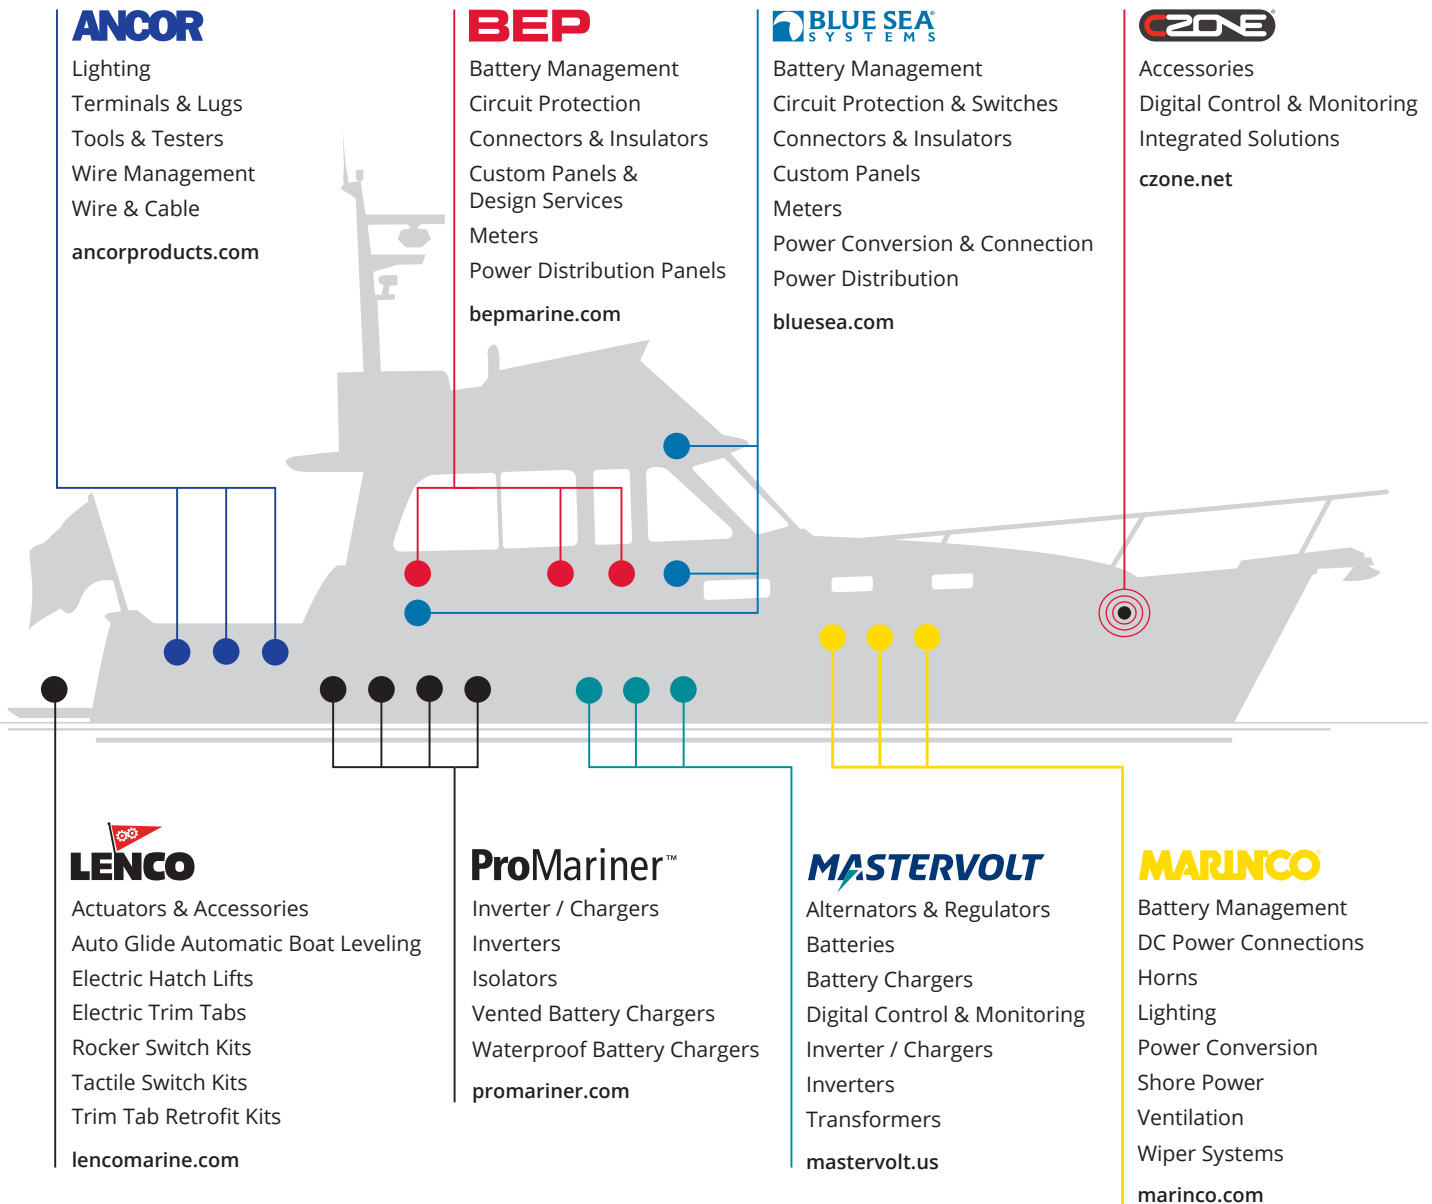 ANCOR
Lighting
Terminals & Lugs
Tools & Testers
Wire Management
Wire & Cable
ancorproducts.com
BEP
Battery Management
Circuit Protection
Connectors & Insulators
Custom Panels &
Design Services
Meters
Power Distribution Panels
bepmarine.com
BLUE SEA®
SYSTEMS
Battery Management
Circuit Protection & Switches
Connectors & Insulators
Custom Panels
Meters
Power Conversion & Connection
Power Distribution
bluesea.com
CZONE®
Accessories
Digital Control & Monitoring
Integrated Solutions
czone.net
LENCO
Actuators & Accessories
Auto Glide Automatic Boat Leveling
Electric Hatch Lifts
Electric Trim Tabs
Rocker Switch Kits
Tactile Switch Kits
Trim Tab Retrofit Kits
lencomarine.com
ProMariner™
Inverter / Chargers
Inverters
Isolators
Vented Battery Chargers
Waterproof Battery Chargers
promariner.com
MASTERVOLT
Alternators & Regulators
Batteries
Battery Chargers
Digital Control & Monitoring
Inverter / Chargers
Inverters
Transformers
mastervolt.us
MARINCO®
Battery Management
DC Power Connections
Horns
Lighting
Power Conversion
Shore Power
Ventilation
Wiper Systems
marinco.com